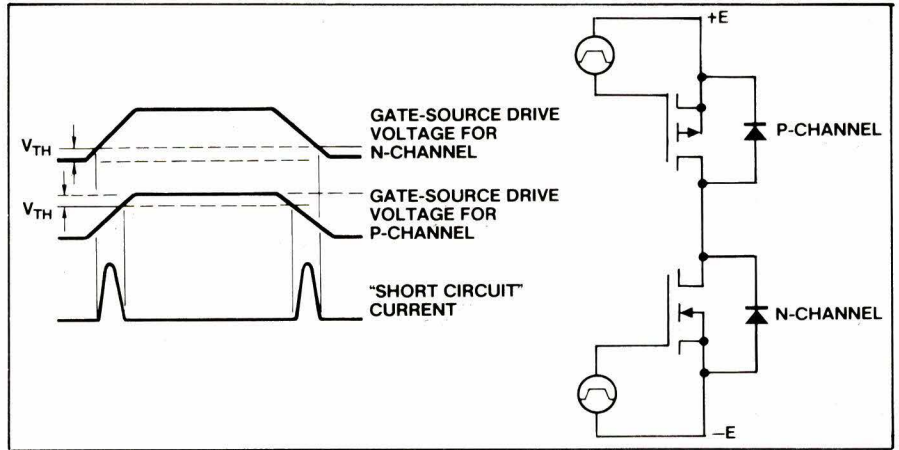 V_TH
GATE-SOURCE DRIVE
VOLTAGE FOR
N-CHANNEL
V_TH
GATE-SOURCE DRIVE
VOLTAGE FOR
P-CHANNEL
"SHORT CIRCUIT"
CURRENT
+E
P-CHANNEL
N-CHANNEL
—E